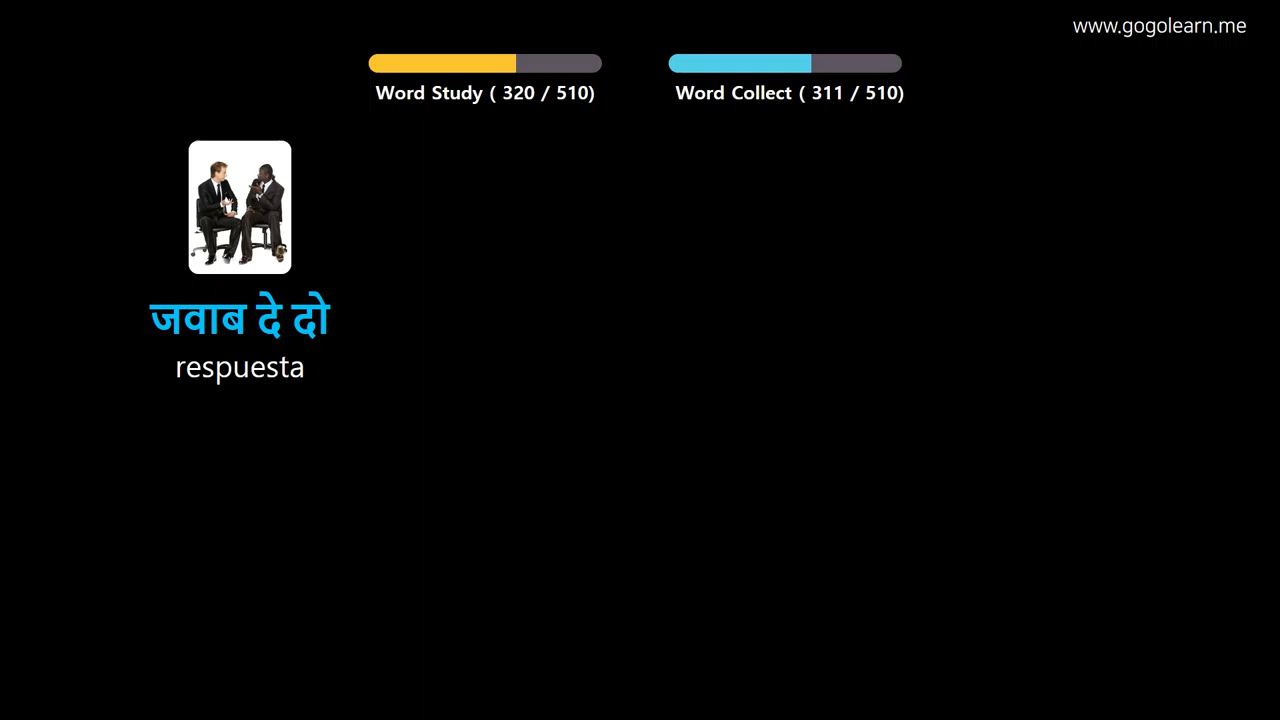 www.gogolearn.me
Word Study ( 320 / 510)
Word Collect ( 311 / 510)
जवाब दे दो
respuesta